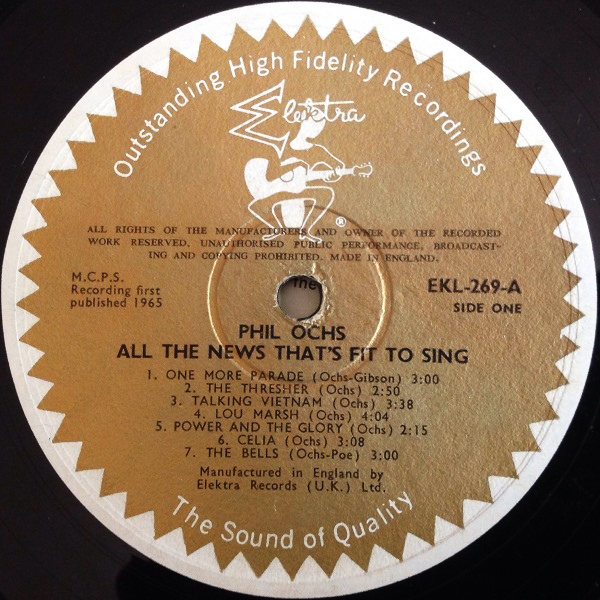 Outstanding High Fidelity Recordings
Elektra
®
ALL RIGHTS OF THE MANUFACTURERS AND OWNER OF THE RECORDED
WORK RESERVED. UNAUTHORISED PUBLIC PERFORMANCE, BROADCAST-
ING AND COPYING PROHIBITED. MADE IN ENGLAND.
M.C.P.S.
Recording first
published 1965
the
EKL-269-A
SIDE ONE
PHIL OCHS
ALL THE NEWS THAT'S FIT TO SING
1. ONE MORE PARADE (Ochs-Gibson) 3:00
2. THE THRESHER (Ochs) 2:50
3. TALKING VIETNAM (Ochs) 3:38
4. LOU MARSH (Ochs) 4:04
5. POWER AND THE GLORY (Ochs) 2:15
6. CELIA (Ochs) 3:08
7. THE BELLS (Ochs-Poe) 3:00
Manufactured in England by
Elektra Records (U.K.) Ltd.
The Sound of Quality